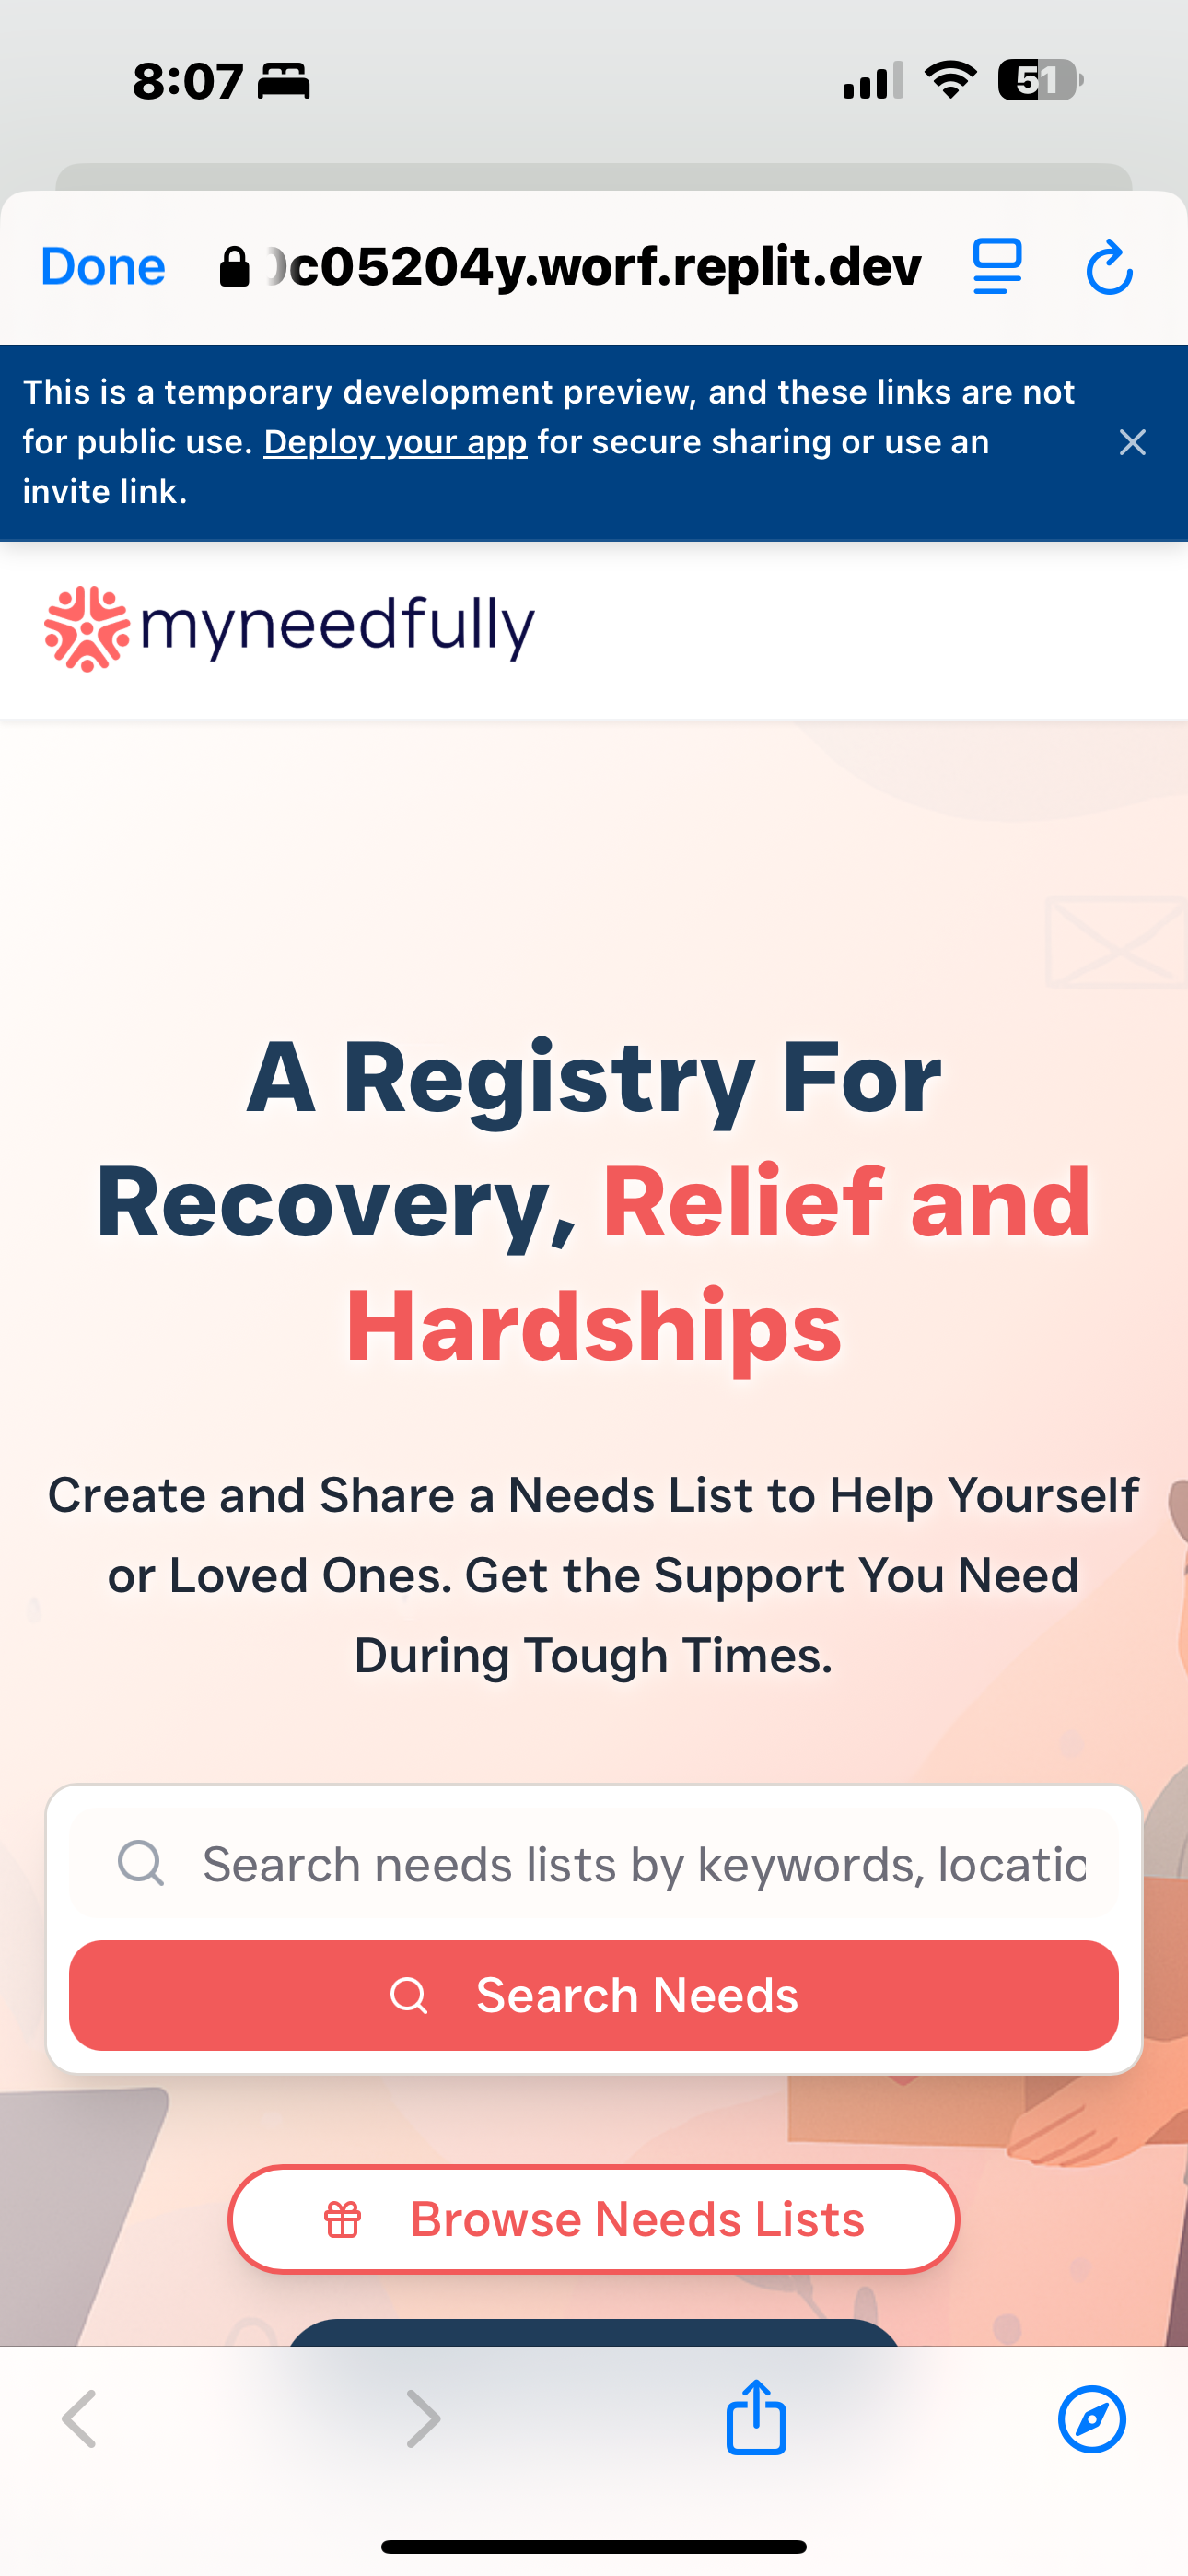 8:07
51
Done
c05204y.worf.replit.dev
This is a temporary development preview, and these links are not
for public use. Deploy your app for secure sharing or use an
invite link.
myneedfully
A Registry For
Recovery, Relief and
Hardships
Create and Share a Needs List to Help Yourself
or Loved Ones. Get the Support You Need
During Tough Times.
Search needs lists by keywords, locatio
Search Needs
Browse Needs Lists